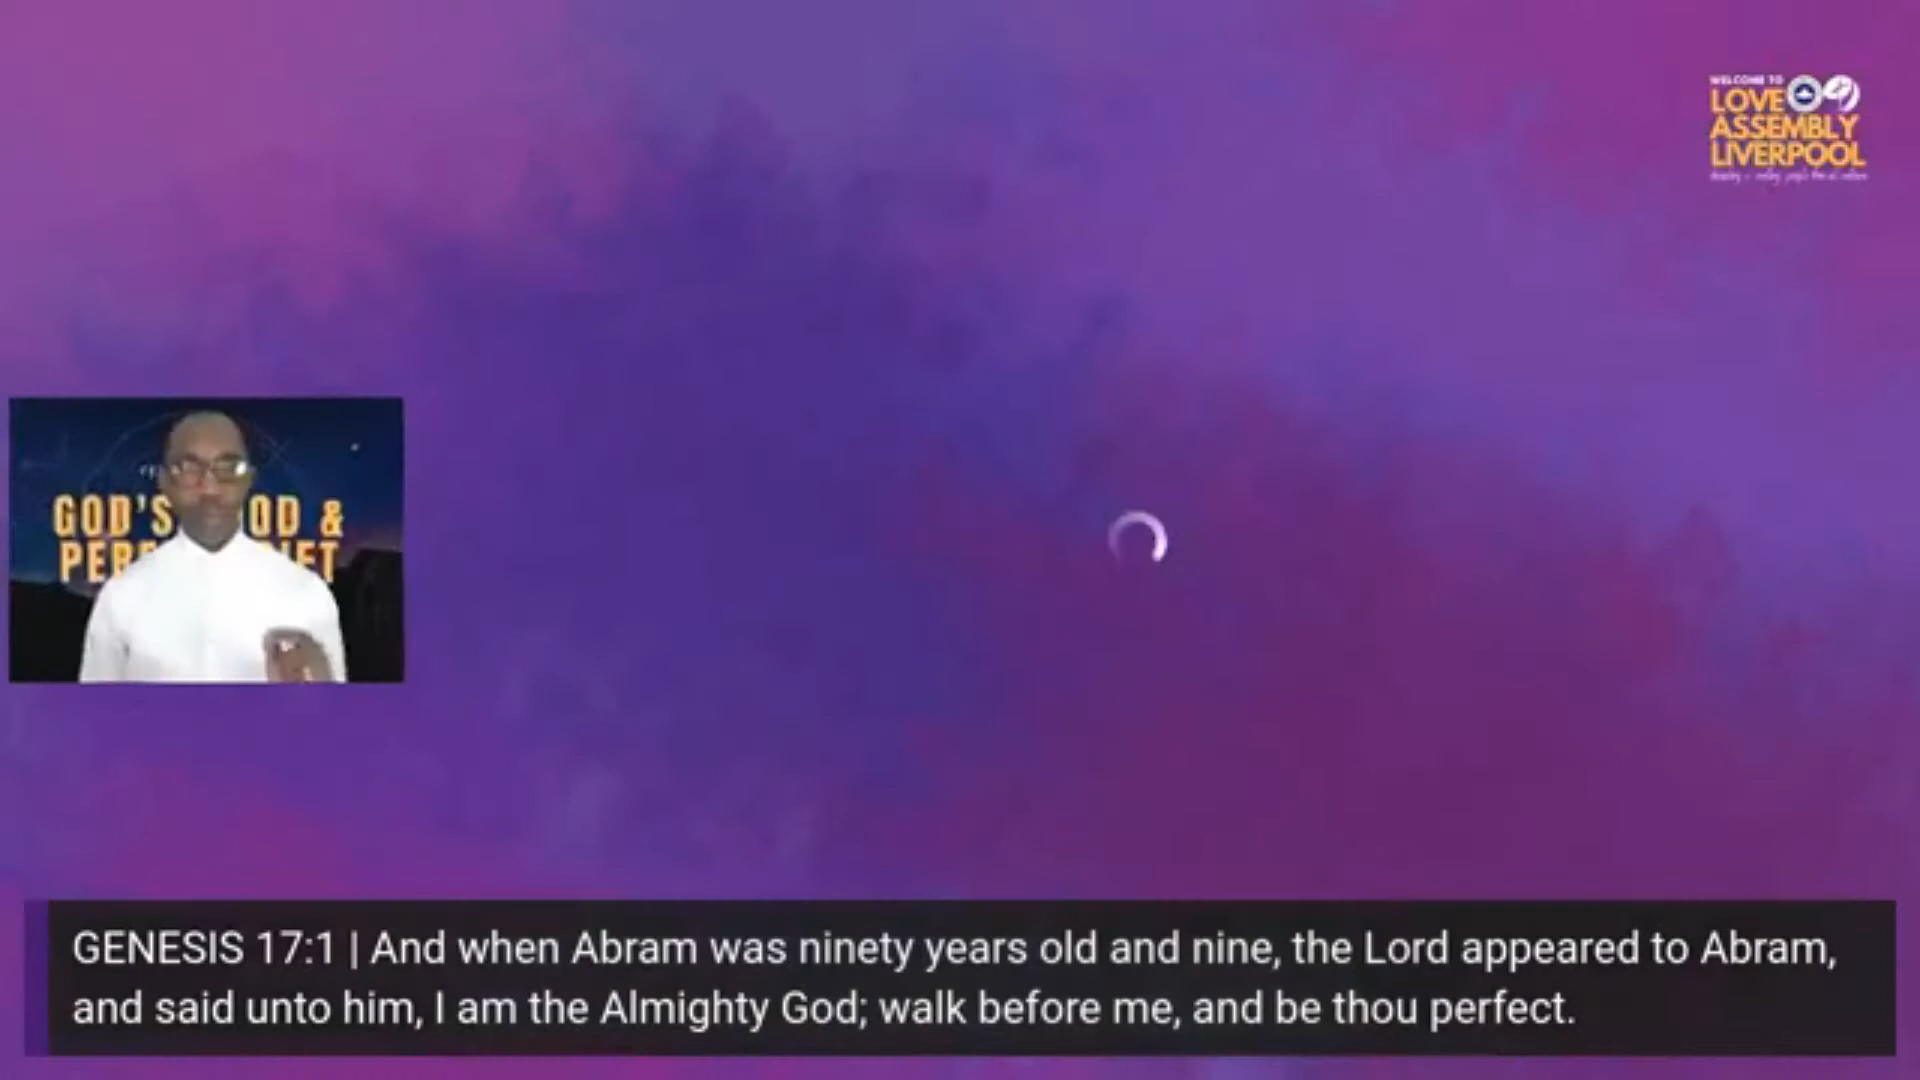 WELCOME TO
LOVE
ASSEMBLY
LIVERPOOL
GOD'S OD &
GENESIS 17:1 | And when Abram was ninety years old and nine, the Lord appeared to Abram,
and said unto him, I am the Almighty God; walk before me, and be thou perfect.